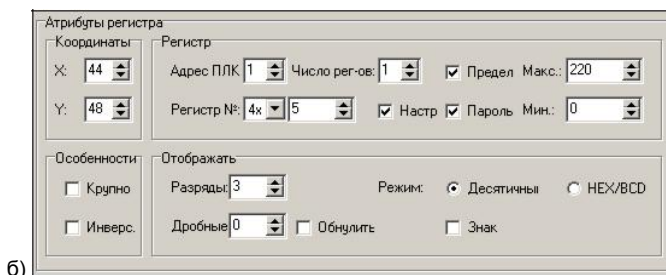 Атрибуты регистра
Координаты Регистр
X: 44 Адрес ПЛК 1 Число рег-ов: 1 Предел Макс.: 220
Y: 48 Регистр №: 4x 5 Настр Пароль Мин.: 0
Особенности Отображать
Крупно Разряды: 3 Режим: Десятичны HEX/BCD
Инверс. Дробные 0 Обнулить Знак
б)